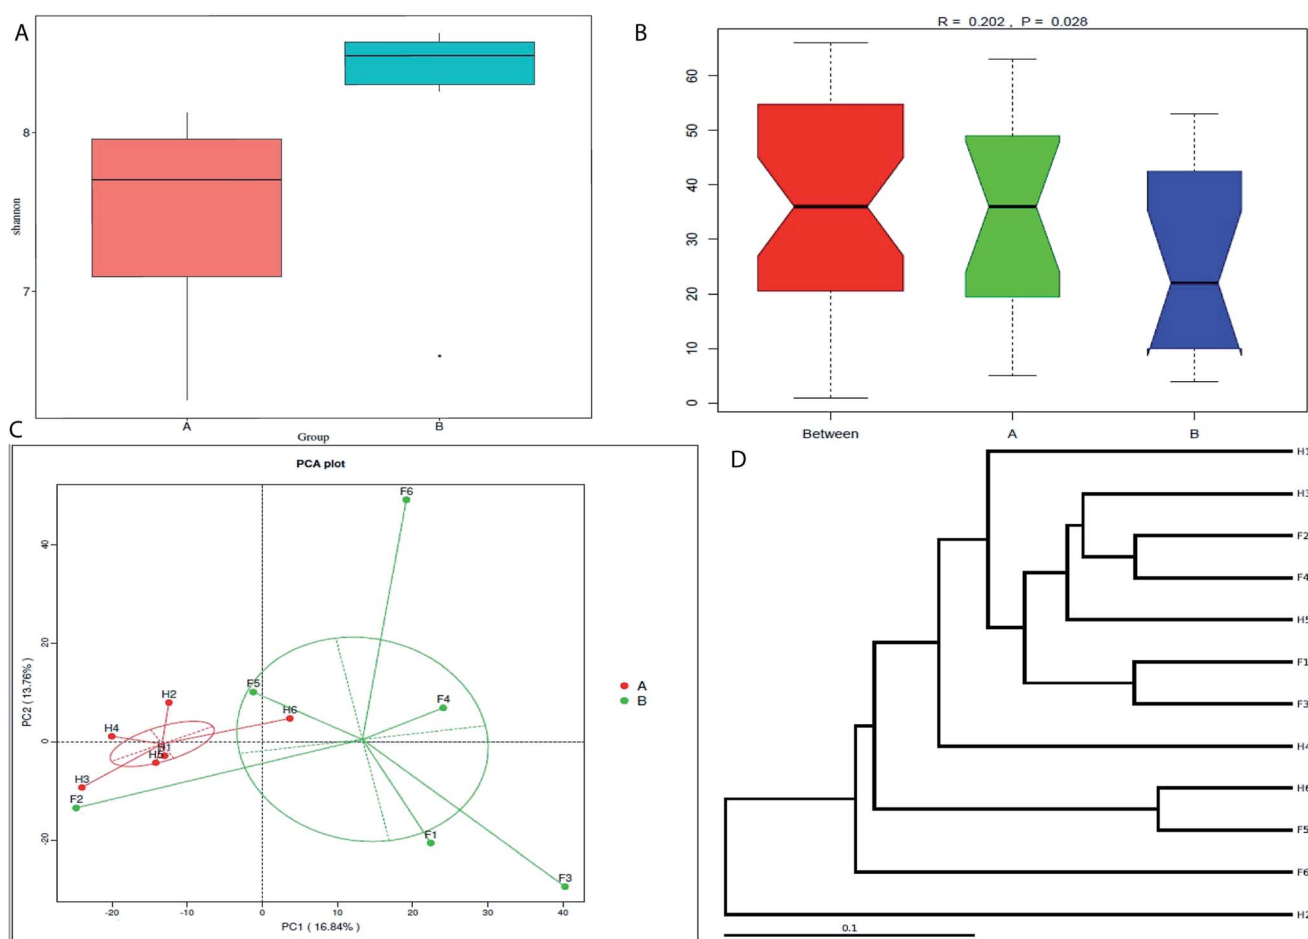 A
shannon
8
7
A
B
Group
B
R = 0.202 , P = 0.028
60
50
40
30
20
10
0
Between
A
B
C
PCA plot
PC2 ( 13.76% )
40
20
0
-20
F6
F5
F4
H2
H6
H4
H1
H5
H3
F2
F1
F3
-20
-10
0
10
20
30
40
PC1 ( 16.84% )
A
B
D
H1
H3
F2
F4
H5
F1
F3
H4
H6
F5
F6
H2
0.1